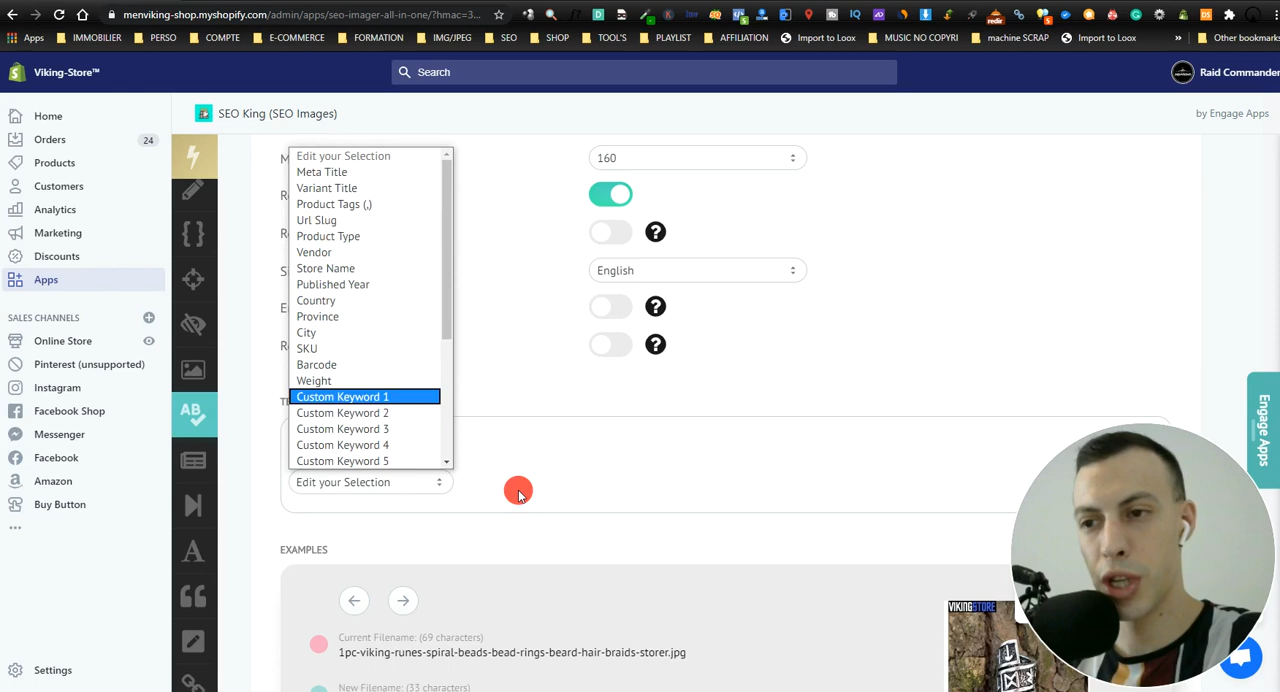 menviking-shop.myshopify.com/admin/apps/seo-imager-all-in-one/?hmac=3...
Apps IMMOBILIER PERSO COMPTE E-COMMERCE FORMATION IMG/JPEG SEO SHOP TOOL'S PLAYLIST AFFILIATION Import to Loox MUSIC NO COPYRI machine SCRAP Import to Loox » Other bookmarks
Viking-Store™ Search Raid Commander
SEO King (SEO Images) by Engage Apps
Home
Orders 24
Products
Customers
Analytics
Marketing
Discounts
Apps
SALES CHANNELS
Online Store
Pinterest (unsupported)
Instagram
Facebook Shop
Messenger
Facebook
Amazon
Buy Button
Settings
AB
Edit your Selection
Meta Title
Variant Title
Product Tags (,)
Url Slug
Product Type
Vendor
Store Name
Published Year
Country
Province
City
SKU
Barcode
Weight
Custom Keyword 1
Custom Keyword 2
Custom Keyword 3
Custom Keyword 4
Custom Keyword 5
Edit your Selection
160
English
Engage Apps
EXAMPLES
Current Filename: (69 characters)
1pc-viking-runes-spiral-beads-bead-rings-beard-hair-braids-storer.jpg
New Filename: (33 characters)
VIKINGSTORE